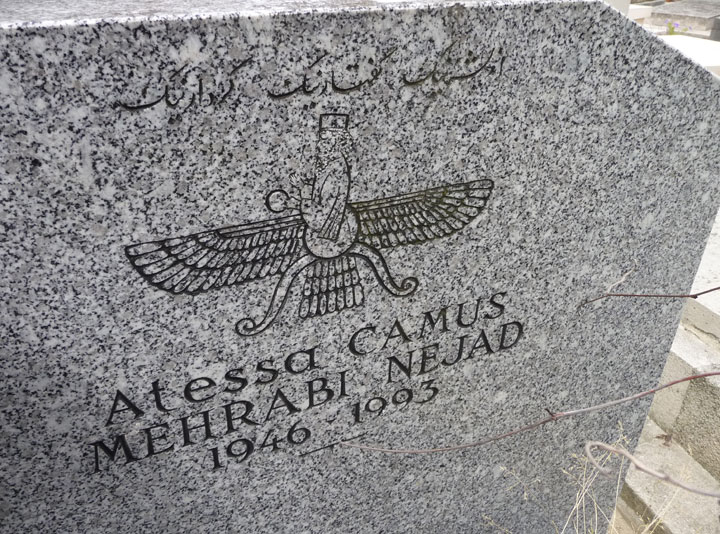 اندیشه نیک گفتار نیک کردار نیک
Atessa CAMUS
MEHRABI NEJAD
1946 - 1993